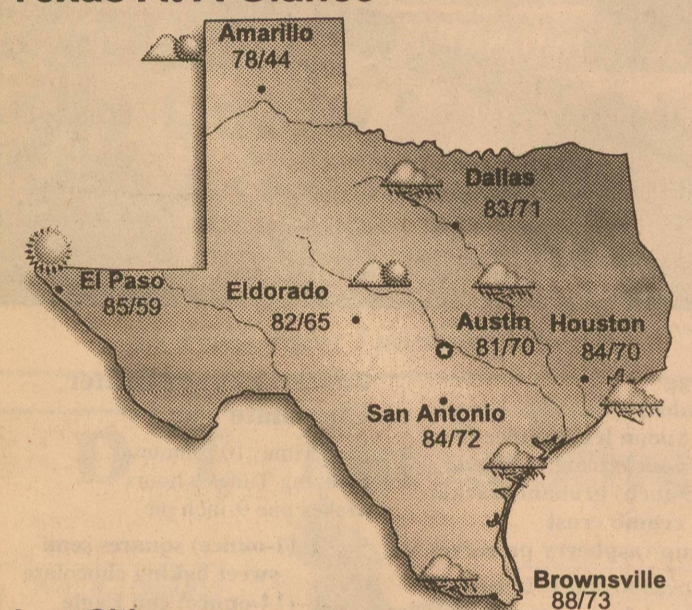 Amarillo
78/44
Dallas
83/71
El Paso
85/59
Eldorado
82/65
Austin
81/70
Houston
84/70
San Antonio
84/72
Brownsville
88/73